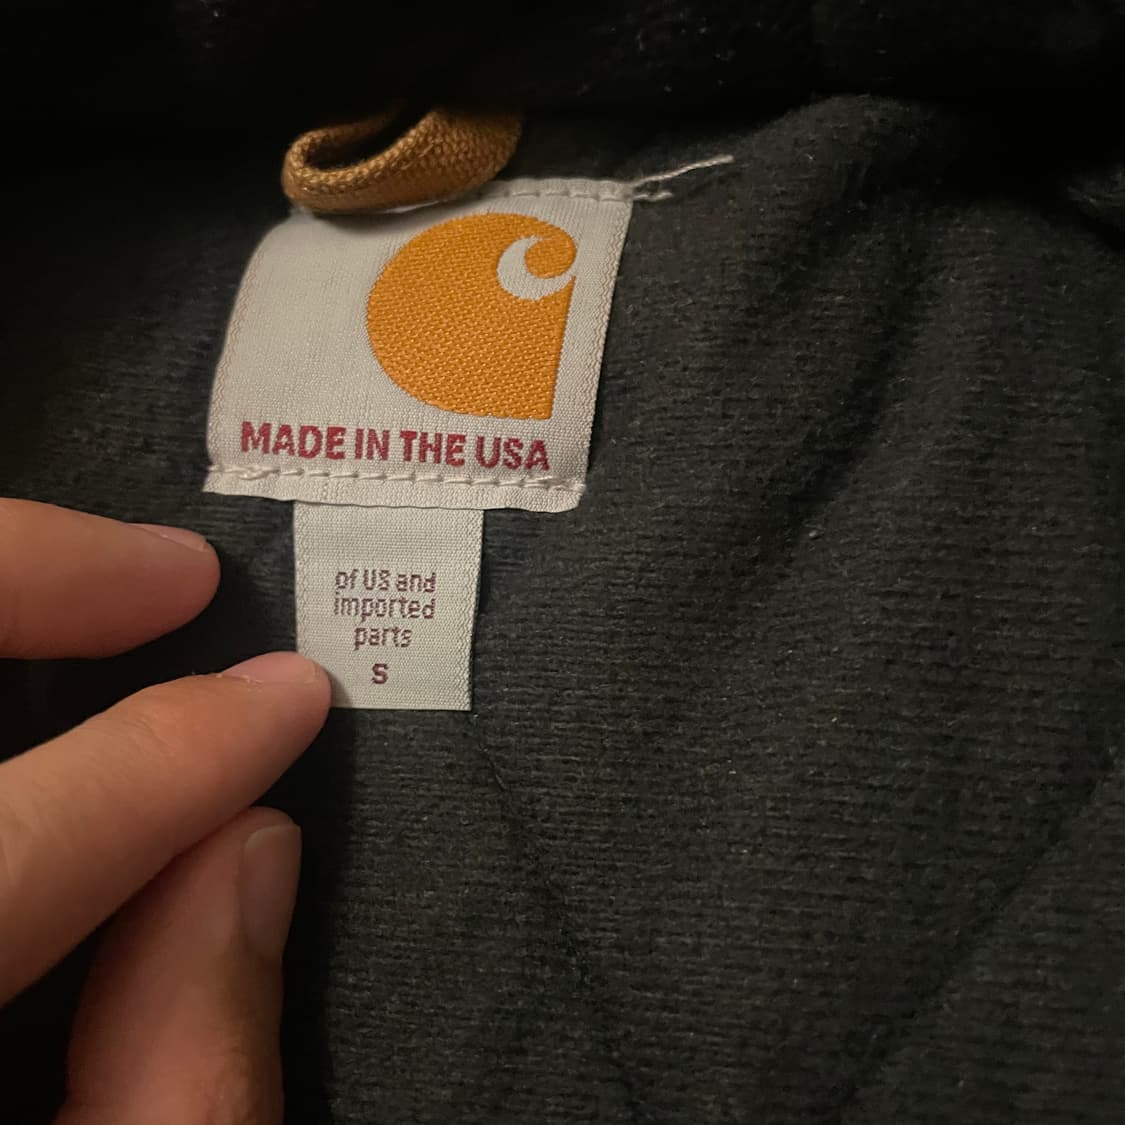 MADE IN THE USA
of US and
imported
parts
S